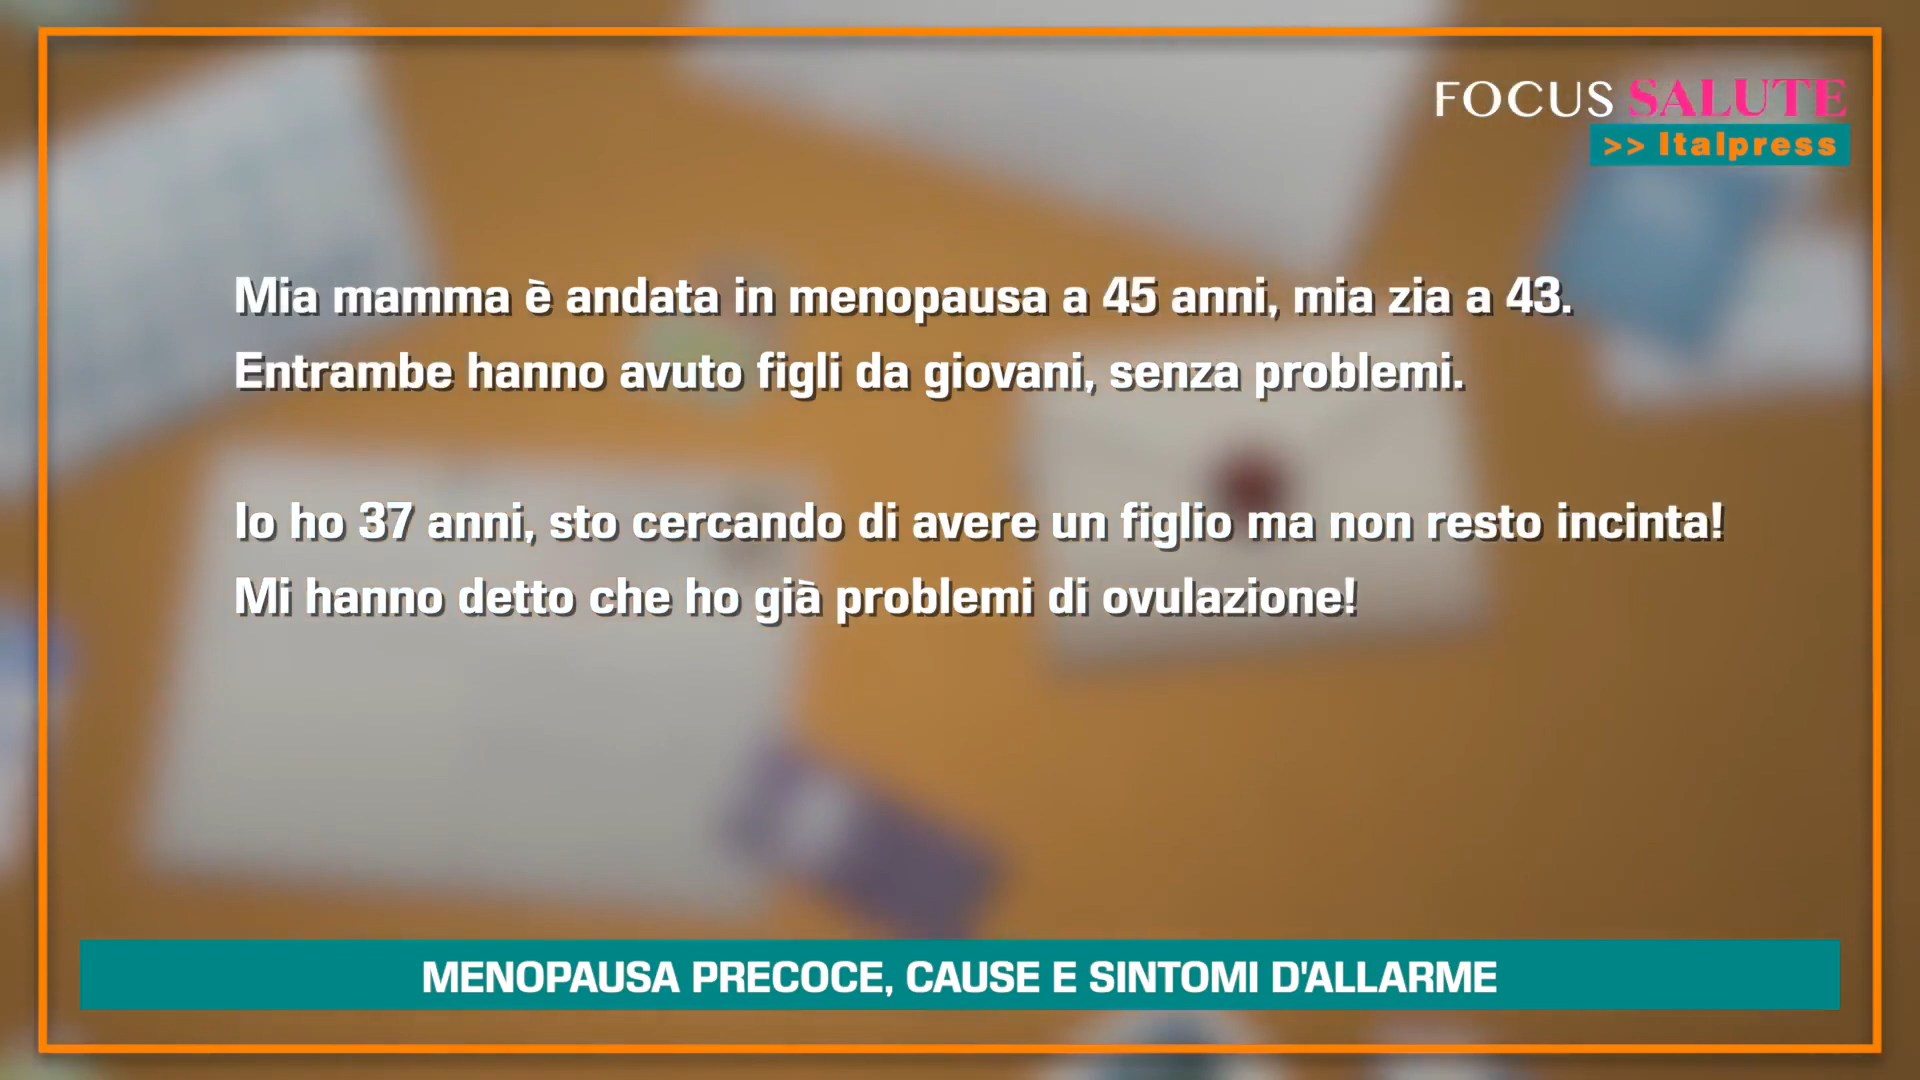 FOCUS SALUTE
>> Italpress
Mia mamma è andata in menopausa a 45 anni, mia zia a 43.
Entrambe hanno avuto figli da giovani, senza problemi.
Io ho 37 anni, sto cercando di avere un figlio ma non resto incinta!
Mi hanno detto che ho già problemi di ovulazione!
MENOPAUSA PRECOCE, CAUSE E SINTOMI D'ALLARME